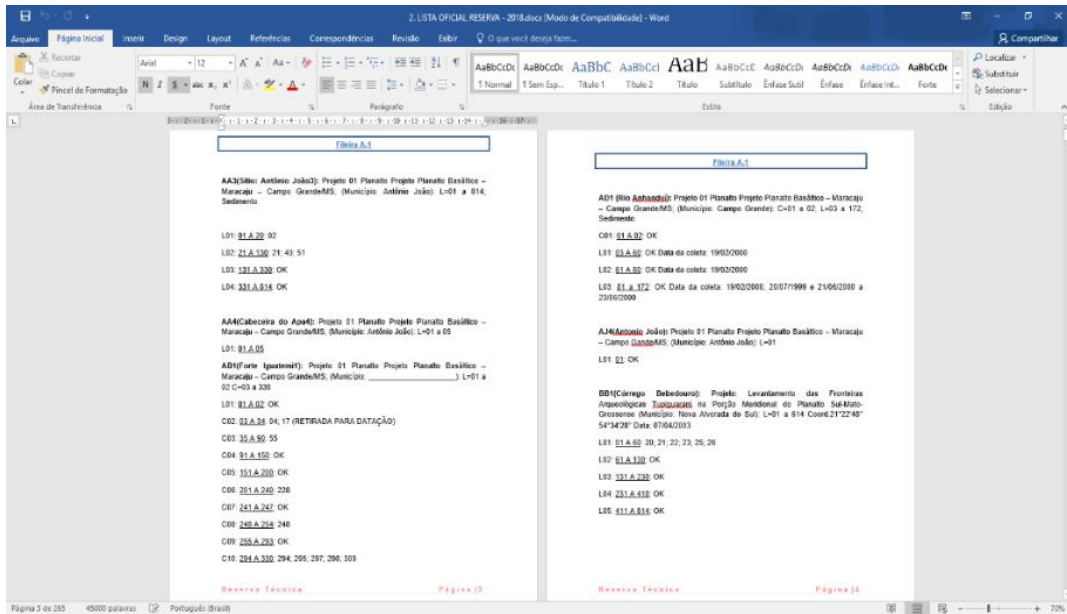 2. LISTA OFICIAL RESERVA - 2018.docx [Modo de Compatibilidade] - Word
Arquivo Página Inicial Inserir Design Layout Referências Correspondências Revisão Exibir O que você deseja fazer... Compartilhar
Colar
Recortar
Copiar
Pincel de Formatação
Área de Transferência
Ariel 12
Fonte
Parágrafo
AaBbCcDc AaBbCcDc AaBbC AaBbCcI AaB AaBbCcC AaBbCcDt AaBbCcDt AaBbCcDt AaBbCcDt
¶ Normal ¶ Sem Esp... Título 1 Título 2 Título Subtítulo Ênfase Sutil Ênfase Ênfase Int... Forte
Estilo
Localizar
Substituir
Selecionar
Edição
Fileira A.1
AA3(Sítio: Antônio João3): Projeto 01 Planalto Projeto Planalto Basáltico –
Maracaju – Campo Grande/MS, (Município: Antônio João): L=01 a 814;
Sedimento.
L01: 01 A 20: 02
L02: 21 A 130: 21; 43; 51
L03: 131 A 330: OK
L04: 331 A 814: OK
AA4(Cabeceira do Apa4): Projeto 01 Planalto Projeto Planalto Basáltico –
Maracaju – Campo Grande/MS, (Município: Antônio João): L=01 a 05
L01: 01 A 05
AB1(Forte Iguatemi1): Projeto 01 Planalto Projeto Planalto Basáltico –
Maracaju – Campo Grande/MS, (Município: ____________________): L=01 a
02 C=03 a 338
L01: 01 A 02: OK
C02: 03 A 34: 04; 17 (RETIRADA PARA DATAÇÃO)
C03: 35 A 90: 55
C04: 91 A 150: OK
C05: 151 A 200: OK
C06: 201 A 240: 228
C07: 241 A 247: OK
C08: 248 A 254: 248
C09: 255 A 293: OK
C10: 294 A 330: 294; 295; 297; 298; 309
Reserva Técnica Página |3
Fileira A.1
AD1 (Rio Anhanduí): Projeto 01 Planalto Projeto Planalto Basáltico – Maracaju
– Campo Grande/MS, (Município: Campo Grande): C=01 a 02, L=03 a 172,
Sedimento.
C01: 01 A 02: OK
L01: 03 A 60: OK Data da coleta: 19/02/2000
L02: 61 A 80: OK Data da coleta: 19/02/2000
L03: 81 a 172: OK Data da coleta: 19/02/2000; 20/07/1999 e 21/06/2000 a
23/06/2000
AJ4(Antonio João): Projeto 01 Planalto Projeto Planalto Basáltico – Maracaju
– Campo Gande/MS, (Município: Antônio João): L=01
L01: 01: OK
BB1(Córrego Bebedouro): Projeto: Levantamento das Fronteiras
Arqueológicas Tupiguarani na Porção Meridional do Planalto Sul-Mato-
Grossense (Município: Nova Alverada do Sul): L=01 a 614 Coord.21°22'48"
54°34'28" Data: 07/04/2003
L01: 01 A 60: 20; 21; 22; 23; 25; 26
L02: 61 A 130: OK
L03: 131 A 230: OK
L04: 231 A 410: OK
L05: 411 A 614: OK
Reserva Técnica Página |4
Página 3 de 285 45000 palavras Português (Brasil) 70%